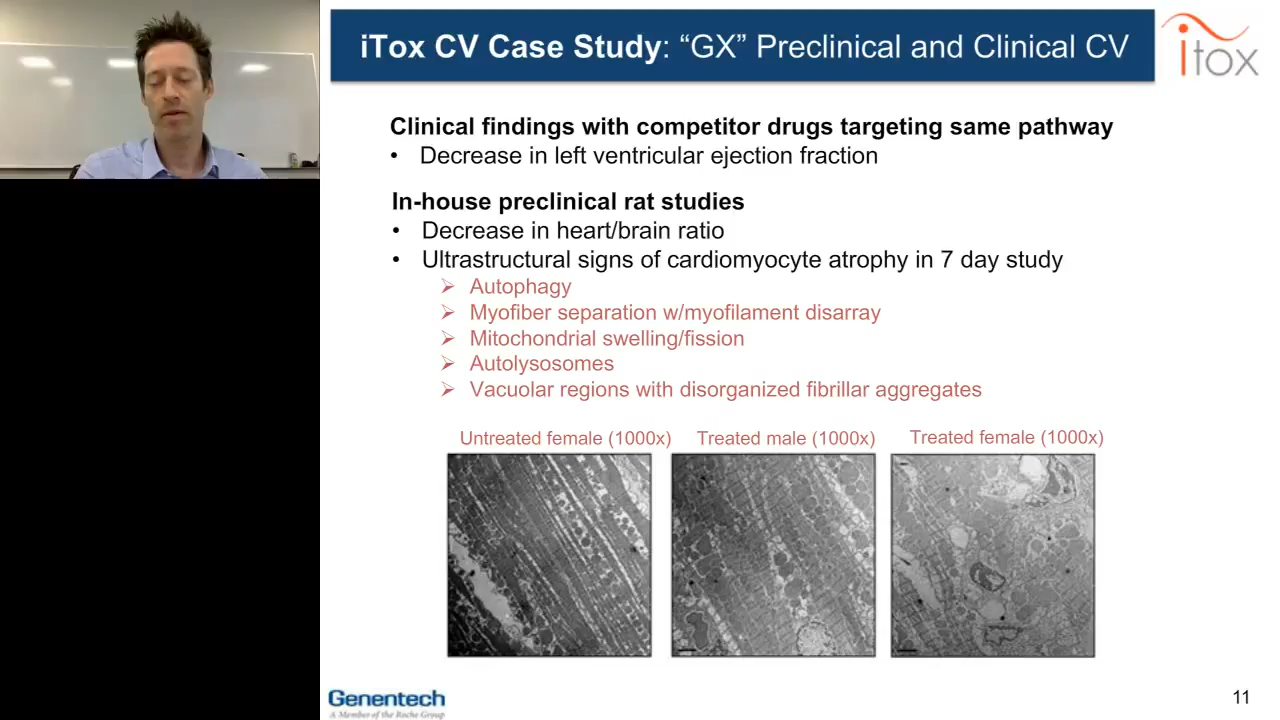 iTox CV Case Study: “GX” Preclinical and Clinical CV
itox
Clinical findings with competitor drugs targeting same pathway
• Decrease in left ventricular ejection fraction
In-house preclinical rat studies
• Decrease in heart/brain ratio
• Ultrastructural signs of cardiomyocyte atrophy in 7 day study
➢ Autophagy
➢ Myofiber separation w/myofilament disarray
➢ Mitochondrial swelling/fission
➢ Autolysosomes
➢ Vacuolar regions with disorganized fibrillar aggregates
Untreated female (1000x)
Treated male (1000x)
Treated female (1000x)
Genentech
A Member of the Roche Group
11